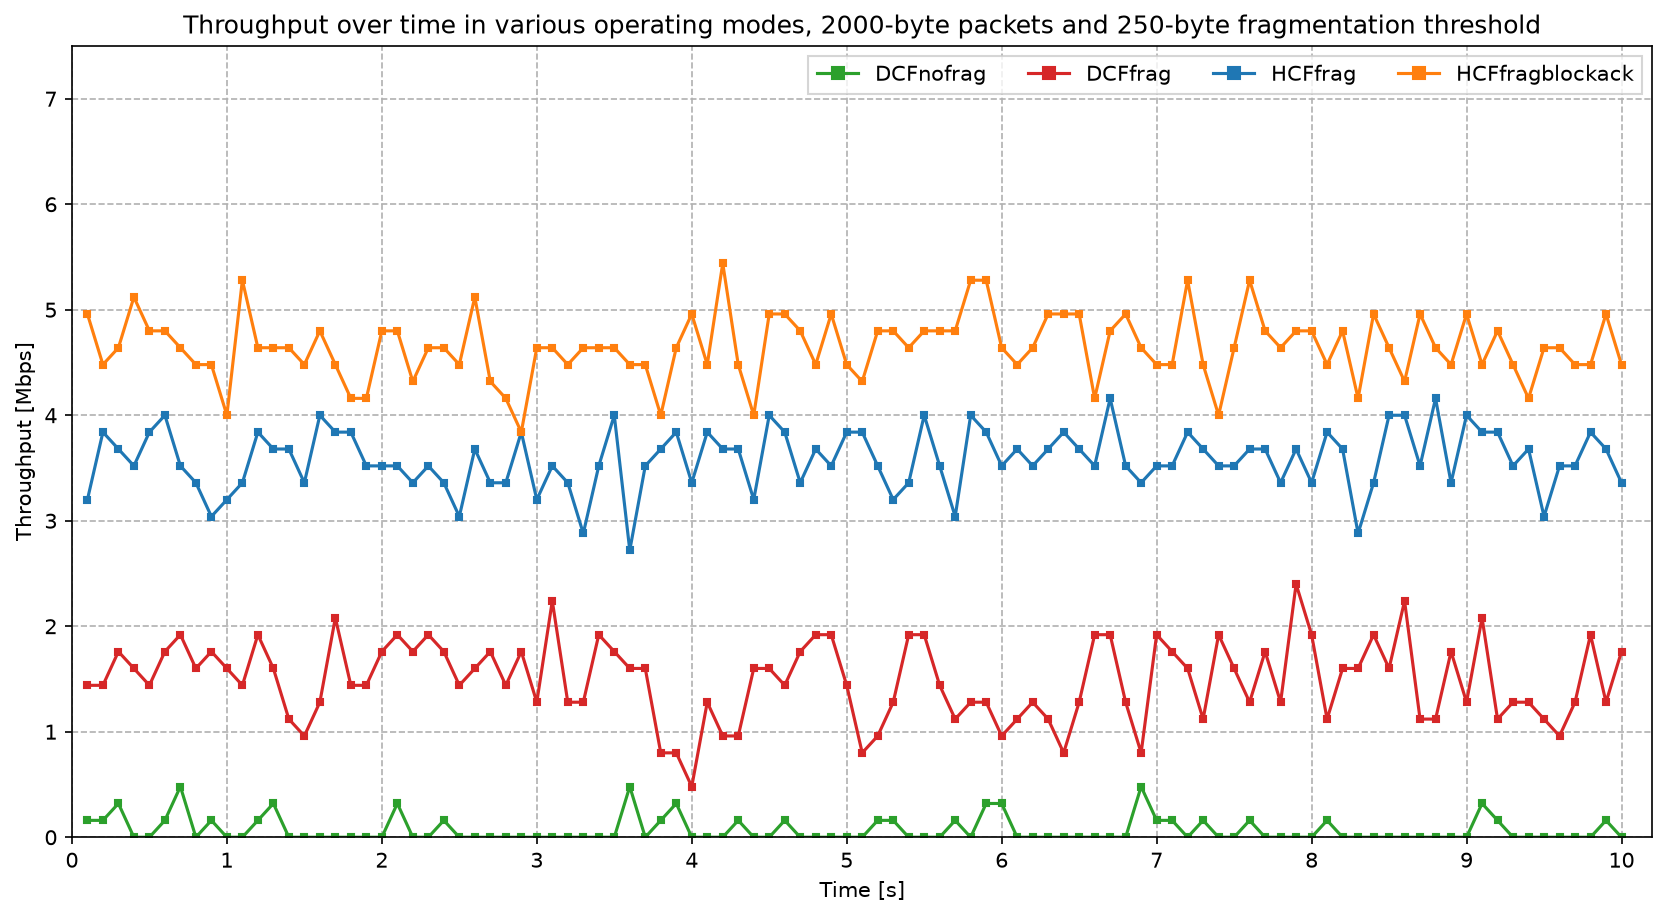 Throughput over time in various operating modes, 2000-byte packets and 250-byte fragmentation threshold
DCFnofrag DCFfrag HCFfrag HCFfragblockack
7
6
5
4
3
2
1
0
Throughput [Mbps]
0 1 2 3 4 5 6 7 8 9 10
Time [s]